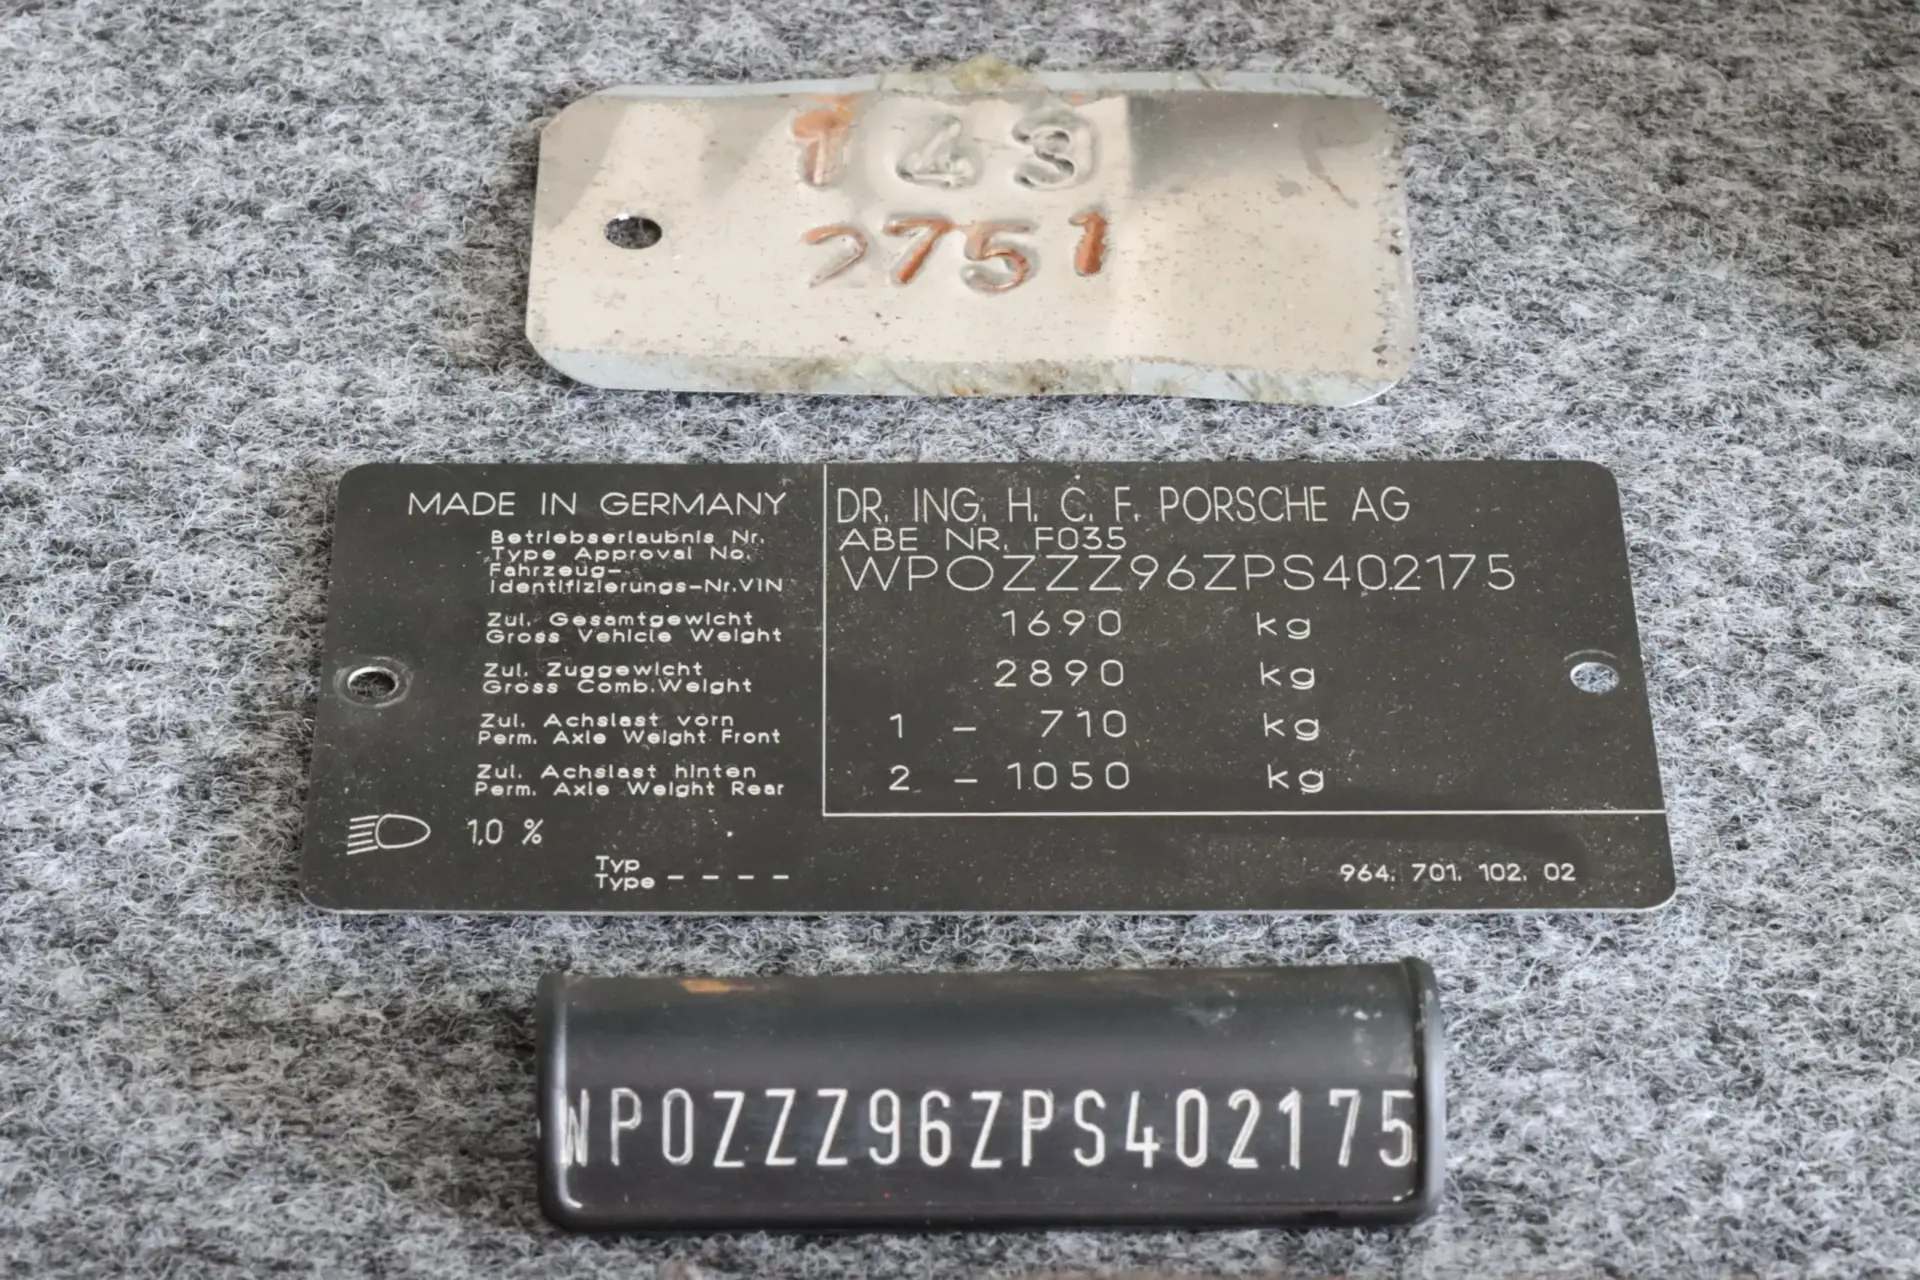 T 43
2751
MADE IN GERMANY
Betriebserlaubnis Nr.
Type Approval No.
Fahrzeug-
Identifizierungs-Nr.VIN
Zul. Gesamtgewicht
Gross Vehicle Weight
Zul. Zuggewicht
Gross Comb.Weight
Zul. Achslast vorn
Perm. Axle Weight Front
Zul. Achslast hinten
Perm. Axle Weight Rear
1,0 %
Typ
Type - - - -
DR. ING. H. C. F. PORSCHE AG
ABE NR. F035
WP0ZZZ96ZPS402175
1690 kg
2890 kg
1 - 710 kg
2 - 1050 kg
964. 701. 102. 02
WP0ZZZ96ZPS402175